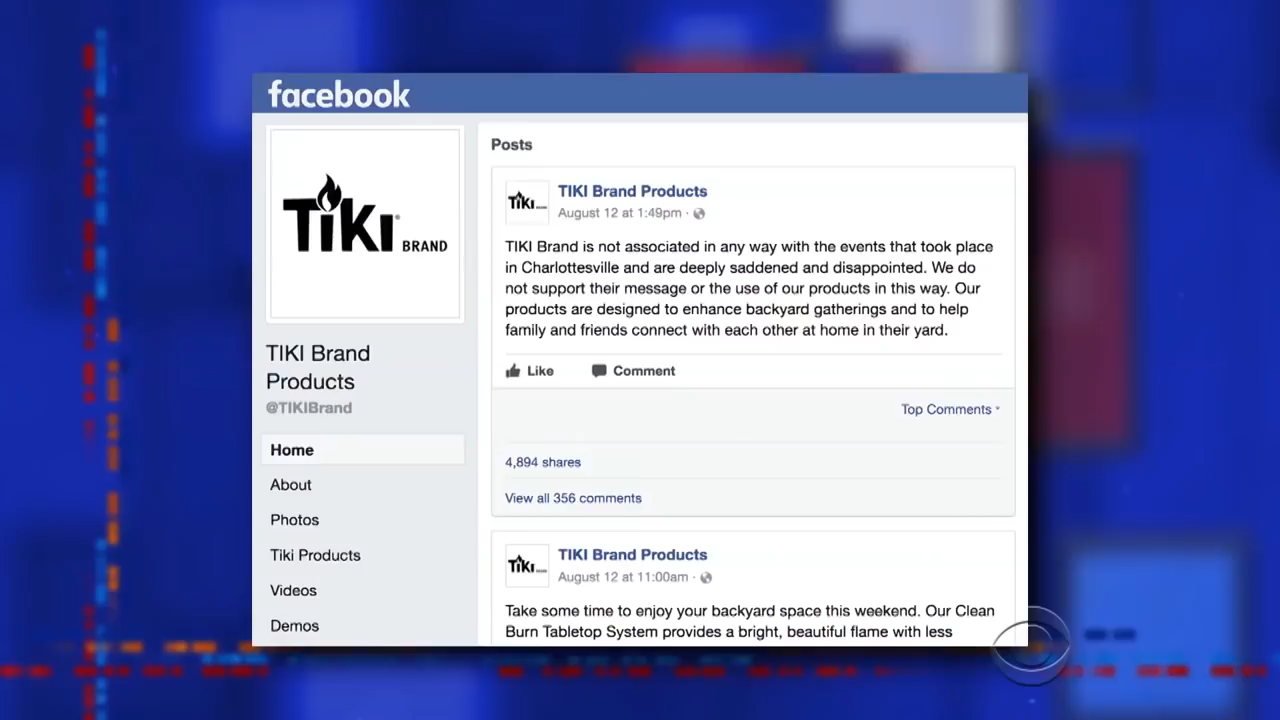 facebook
TiKi® BRAND
TIKI Brand
Products
@TIKIBrand
Home
About
Photos
Tiki Products
Videos
Demos
Posts
TiKi
TIKI Brand Products
August 12 at 1:49pm ·
TIKI Brand is not associated in any way with the events that took place
in Charlottesville and are deeply saddened and disappointed. We do
not support their message or the use of our products in this way. Our
products are designed to enhance backyard gatherings and to help
family and friends connect with each other at home in their yard.
Like Comment
Top Comments
4,894 shares
View all 356 comments
TiKi
TIKI Brand Products
August 12 at 11:00am ·
Take some time to enjoy your backyard space this weekend. Our Clean
Burn Tabletop System provides a bright, beautiful flame with less